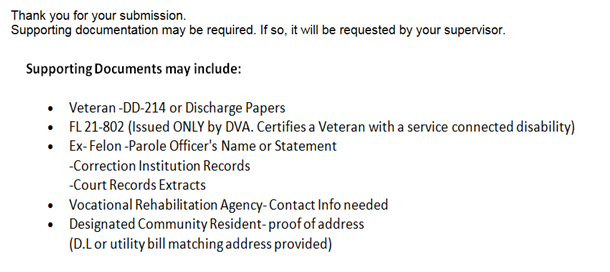 Thank you for your submission.
Supporting documentation may be required. If so, it will be requested by your supervisor.
Supporting Documents may include:
• Veteran -DD-214 or Discharge Papers
• FL 21-802 (Issued ONLY by DVA. Certifies a Veteran with a service connected disability)
• Ex- Felon -Parole Officer's Name or Statement
-Correction Institution Records
-Court Records Extracts
• Vocational Rehabilitation Agency- Contact Info needed
• Designated Community Resident- proof of address
(D.L or utility bill matching address provided)